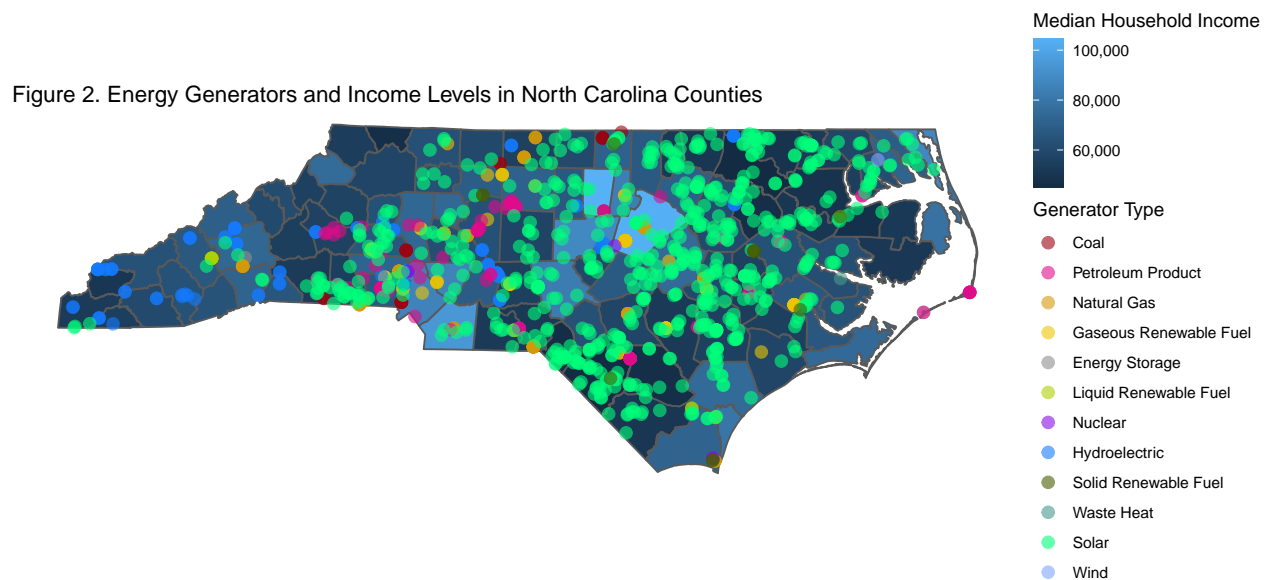 Figure 2. Energy Generators and Income Levels in North Carolina Counties
Median Household Income
100,000
80,000
60,000
Generator Type
Coal
Petroleum Product
Natural Gas
Gaseous Renewable Fuel
Energy Storage
Liquid Renewable Fuel
Nuclear
Hydroelectric
Solid Renewable Fuel
Waste Heat
Solar
Wind